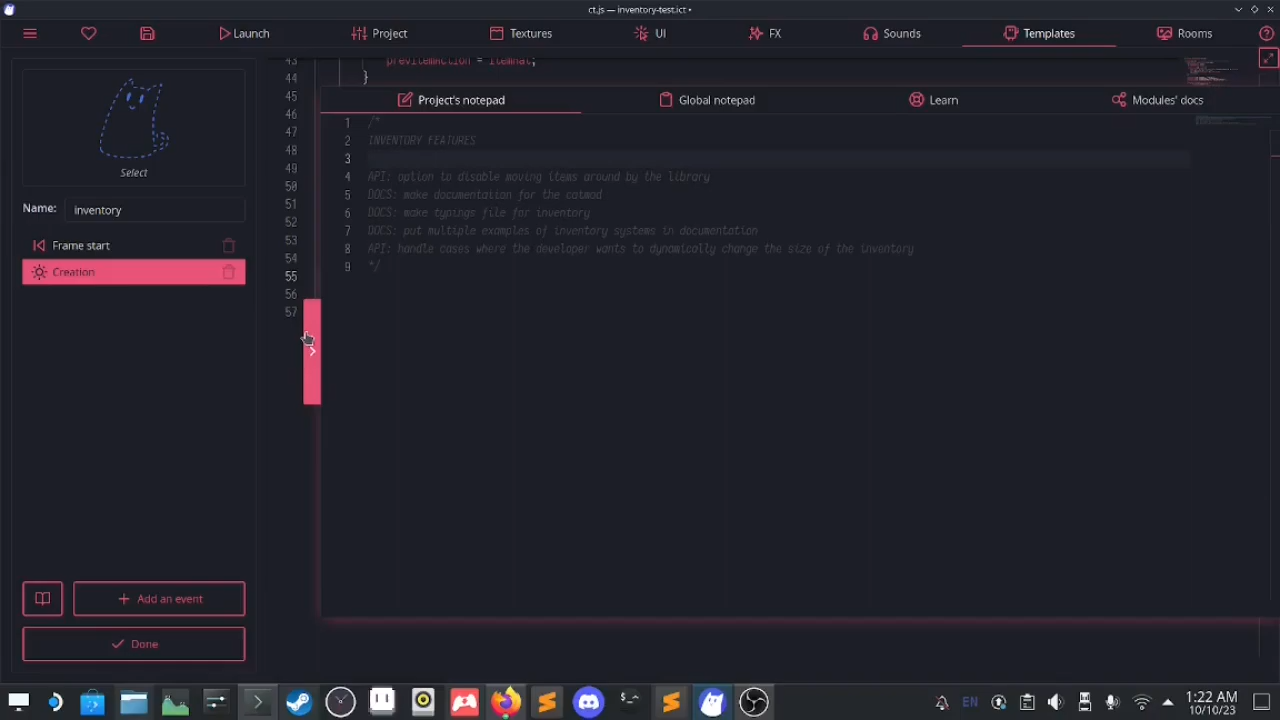 ct.js — inventory-test.ict •
Launch
Project
Textures
UI
FX
Sounds
Templates
Rooms
Select
Name: inventory
Frame start
Creation
Add an event
Done
43 prevItemAction = itemHat;
44 }
45
46
47
48
49
50
51
52
53
54
55
56
57
Project's notepad
Global notepad
Learn
Modules' docs
1 /*
2 INVENTORY FEATURES
3
4 API: option to disable moving items around by the library
5 DOCS: make documentation for the catmod
6 DOCS: make typings file for inventory
7 DOCS: put multiple examples of inventory systems in documentation
8 API: handle cases where the developer wants to dynamically change the size of the inventory
9 */
EN
1:22 AM
10/10/23